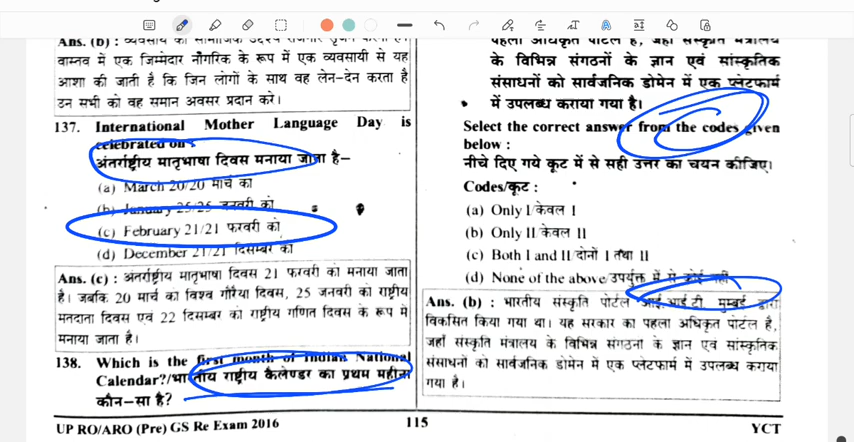 Ans. (b) : व्यवसाय का सामाजिक उद्देश्य
वास्तव में एक जिम्मेदार नौगरिक के रूप में एक व्यवसायी से यह
आशा की जाती है कि जिन लोगों के साथ वह लेन-देन करता है
उन सभी को वह समान अवसर प्रदान करे।
137. International Mother Language Day is
celebrated on
अंतर्राष्ट्रीय मातृभाषा दिवस मनाया जाता है–
(a) March 20/20 मार्च को
(b) January 25/25 जनवरी को
(c) February 21/21 फरवरी को
(d) December 21/21 दिसम्बर को
Ans. (c) : अंतर्राष्ट्रीय मातृभाषा दिवस 21 फरवरी को मनाया जाता
है। जबकि 20 मार्च को विश्व गौरैया दिवस, 25 जनवरी को राष्ट्रीय
मतदाता दिवस एवं 22 दिसम्बर को राष्ट्रीय गणित दिवस के रूप मे
मनाया जाता है।
138. Which is the first month of Indian National
Calendar?/भारतीय राष्ट्रीय कैलेण्डर का प्रथम महीना
कौन-सा है?
पहला अधिकृत पोर्टल है, जहाँ संस्कृति मंत्रालय
के विभिन्न संगठनों के ज्ञान एवं सांस्कृतिक
संसाधनों को सार्वजनिक डोमेन में एक प्लेटफार्म
में उपलब्ध कराया गया है।
Select the correct answer from the codes given
below :
नीचे दिए गये कूट में से सही उत्तर का चयन कीजिए।
Codes/कूट :
(a) Only I/केवल I
(b) Only II/केवल II
(c) Both I and II/दोनों I तथा II
(d) None of the above/उपर्युक्त में से कोई नहीं
Ans. (b) : भारतीय संस्कृति पोर्टल आई.आई.टी. मुम्बई द्वारा
विकसित किया गया था। यह सरकार का पहला अधिकृत पोर्टल है,
जहाँ संस्कृति मंत्रालय के विभिन्न संगठनों के ज्ञान एवं सांस्कृतिक
संसाधनों को सार्वजनिक डोमेन में एक प्लेटफार्म में उपलब्ध कराया
गया है।
UP RO/ARO (Pre) GS Re Exam 2016 115 YCT